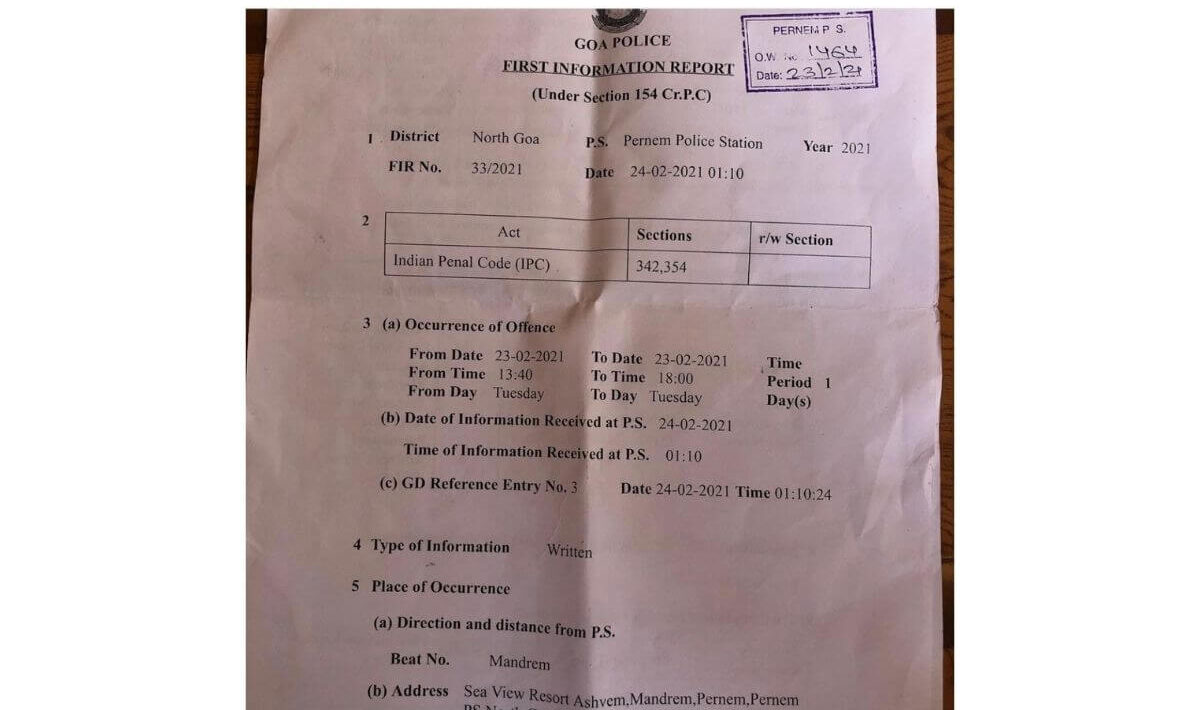 GOA POLICE
FIRST INFORMATION REPORT
(Under Section 154 Cr.P.C)
PERNEM P S.
O.W No 1464
Date: 23/2/21
1 District North Goa P.S. Pernem Police Station Year 2021
FIR No. 33/2021 Date 24-02-2021 01:10
2 Act Sections r/w Section
Indian Penal Code (IPC) 342,354
3 (a) Occurrence of Offence
From Date 23-02-2021 To Date 23-02-2021 Time
From Time 13:40 To Time 18:00 Period 1
From Day Tuesday To Day Tuesday Day(s)
(b) Date of Information Received at P.S. 24-02-2021
Time of Information Received at P.S. 01:10
(c) GD Reference Entry No. 3 Date 24-02-2021 Time 01:10:24
4 Type of Information Written
5 Place of Occurrence
(a) Direction and distance from P.S.
Beat No. Mandrem
(b) Address Sea View Resort Ashvem,Mandrem,Pernem,Pernem